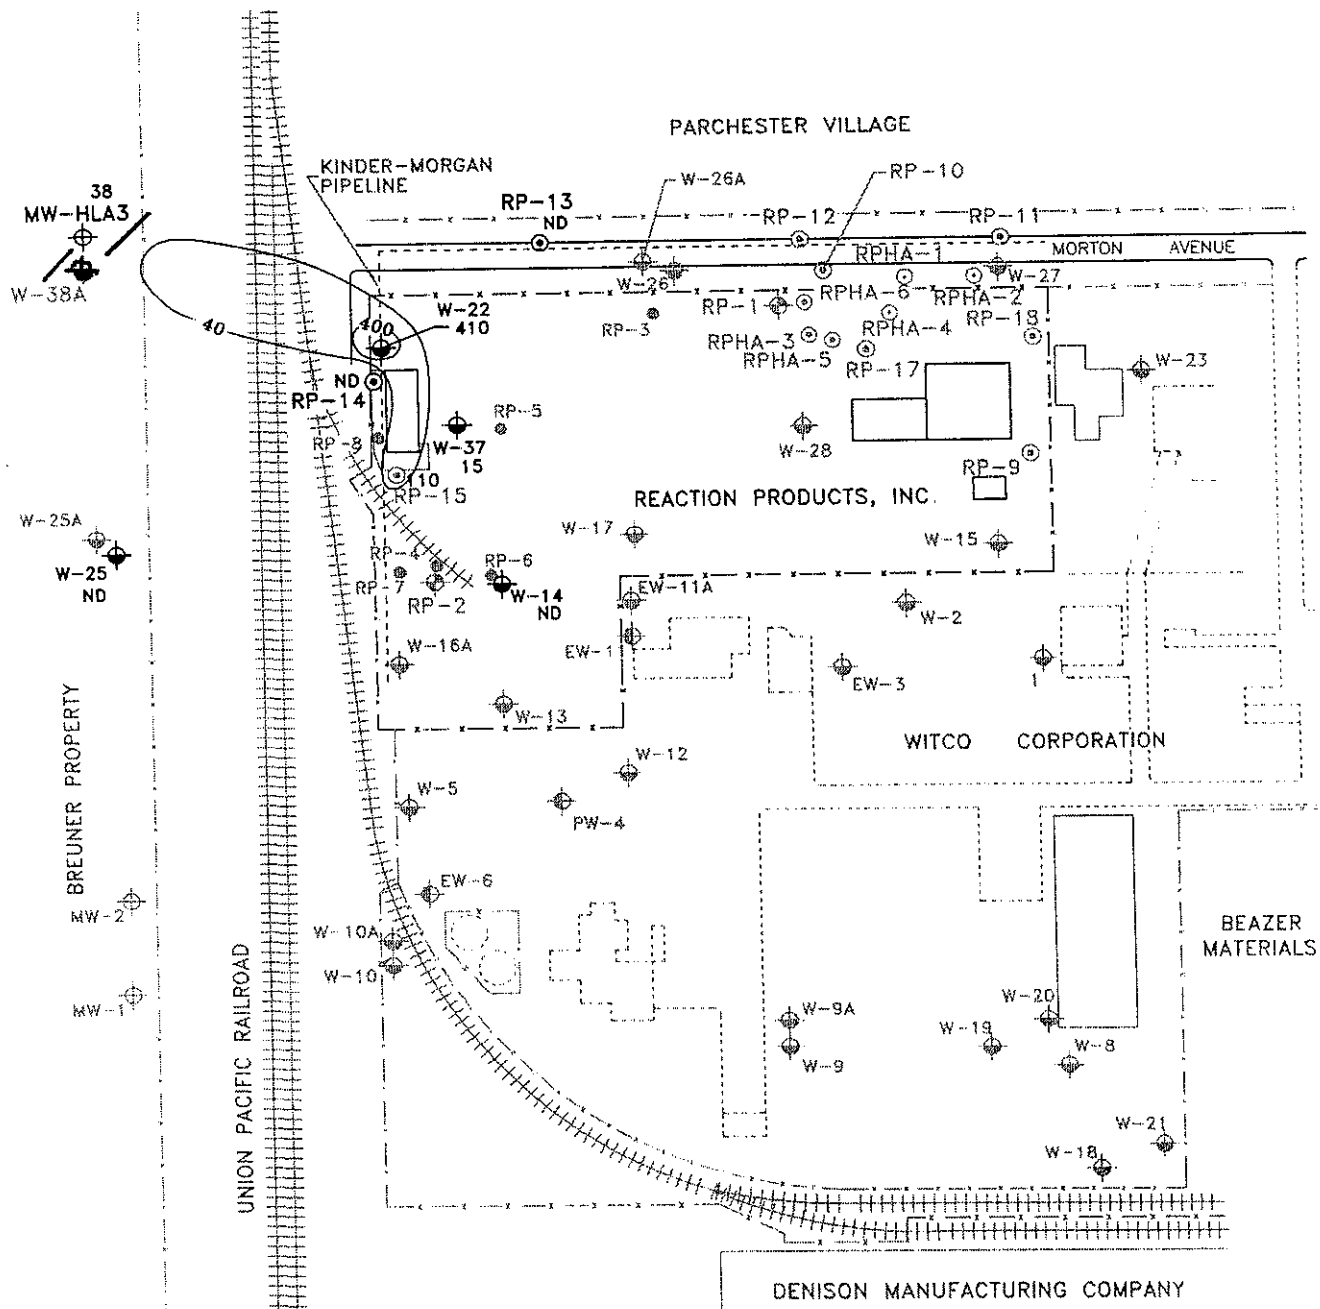 PARCHESTER VILLAGE
KINDER-MORGAN
PIPELINE
W-26A
RP-10
38
MW-HLA3
RP-13
ND
RP-12
RP-11
MORTON AVENUE
RPHA-1
W-38A
W-26
W-27
40
400
W-22
410
RP-3
RP-1
RPHA-6
RPHA-2
RP-18
RPHA-3
RPHA-4
RPHA-5
RP-17
W-23
ND
RP-14
RP-5
RP-8
W-37
15
W-28
RP-9
110
RP-15
REACTION PRODUCTS, INC.
W-25A
W-17
W-15
W-25
ND
RP-4
RP-6
RP-7
RP-2
W-14
ND
EW-11A
W-2
EW-1
W-16A
EW-3
1
W-13
WITCO CORPORATION
BREUNER PROPERTY
W-12
W-5
PW-4
EW-6
MW-2
W-10A
BEAZER
MATERIALS
W-10
MW-1
UNION PACIFIC RAILROAD
W-9A
W-20
W-19
W-9
W-8
W-21
W-18
DENISON MANUFACTURING COMPANY